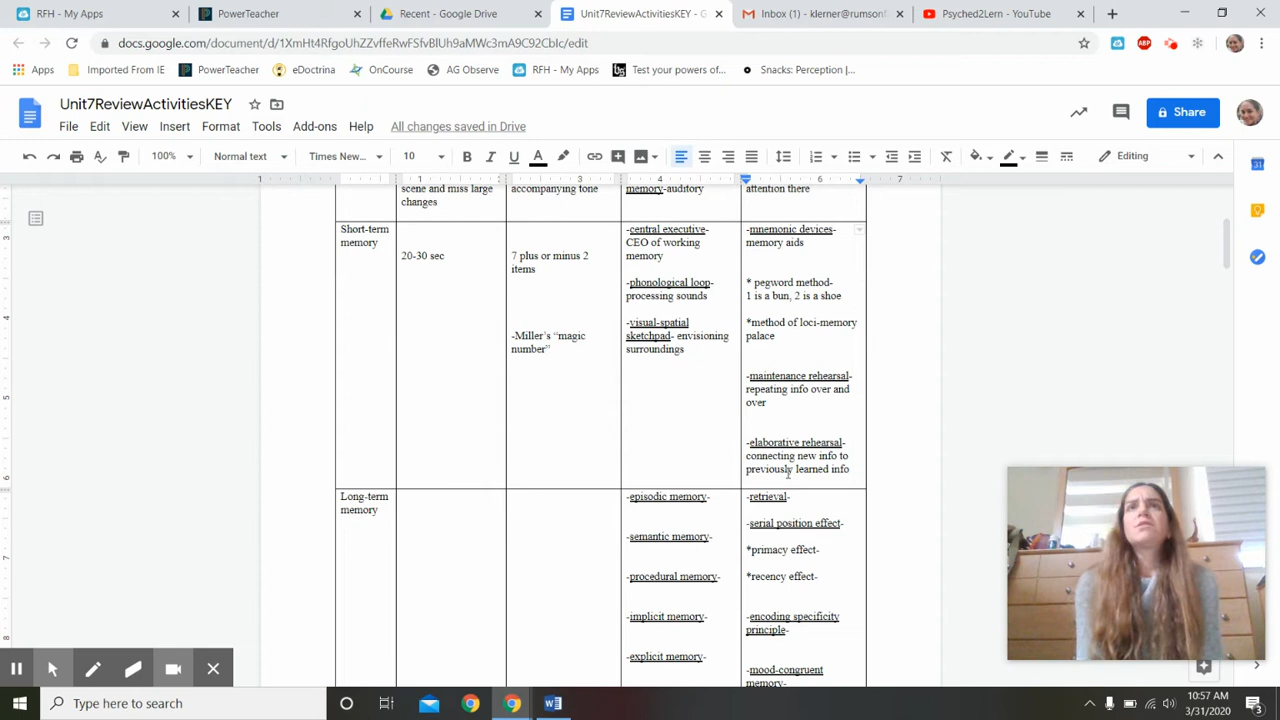 RFH - My Apps
PowerTeacher
Recent - Google Drive
Unit7ReviewActivitiesKEY - G
Inbox (1) - klerner@rumson
Psyched2Learn - YouTube
Apps
Imported From IE
PowerTeacher
eDoctrina
OnCourse
AG Observe
RFH - My Apps
Test your powers of...
Snacks: Perception |...
Unit7ReviewActivitiesKEY
Share
File
Edit
View
Insert
Format
Tools
Add-ons
Help
All changes saved in Drive
100%
Normal text
Times New...
10
Editing
1
1
3
4
6
7
scene and miss large
changes
accompanying tone
memory-auditory
attention there
Short-term
memory
20-30 sec
7 plus or minus 2
items
-Miller's "magic
number"
-central executive-
CEO of working
memory
-phonological loop-
processing sounds
-visual-spatial
sketchpad- envisioning
surroundings
-mnemonic devices-
memory aids
* pegword method-
1 is a bun, 2 is a shoe
*method of loci-memory
palace
-maintenance rehearsal-
repeating info over and
over
-elaborative rehearsal-
connecting new info to
previously learned info
Long-term
memory
-episodic memory-
-semantic memory-
-procedural memory-
-implicit memory-
-explicit memory-
-retrieval-
-serial position effect-
*primacy effect-
*recency effect-
-encoding specificity
principle-
-mood-congruent
memory-
Type here to search
10:57 AM
3/31/2020